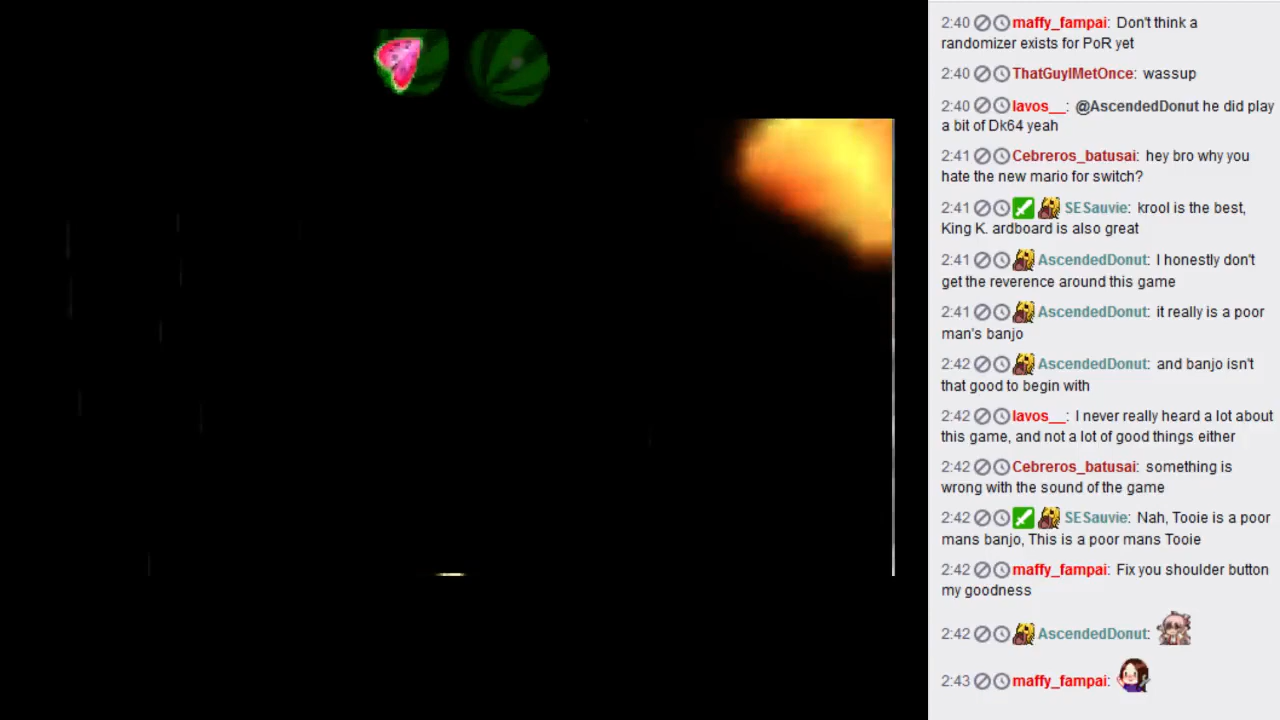 2:40 maffy_fampai: Don't think a
randomizer exists for PoR yet
2:40 ThatGuyIMetOnce: wassup
2:40 lavos__: @AscendedDonut he did play
a bit of Dk64 yeah
2:41 Cebreros_batusai: hey bro why you
hate the new mario for switch?
2:41 SESauvie: krool is the best,
King K. ardboard is also great
2:41 AscendedDonut: I honestly don't
get the reverence around this game
2:41 AscendedDonut: it really is a poor
man's banjo
2:42 AscendedDonut: and banjo isn't
that good to begin with
2:42 lavos__: I never really heard a lot about
this game, and not a lot of good things either
2:42 Cebreros_batusai: something is
wrong with the sound of the game
2:42 SESauvie: Nah, Tooie is a poor
mans banjo, This is a poor mans Tooie
2:42 maffy_fampai: Fix you shoulder button
my goodness
2:42 AscendedDonut:
2:43 maffy_fampai: